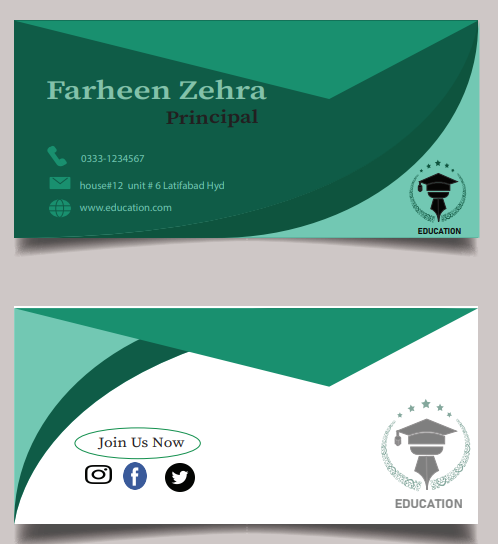 Farheen Zehra
Principal
0333-1234567
house#12 unit # 6 Latifabad Hyd
www.education.com
EDUCATION
Join Us Now
EDUCATION